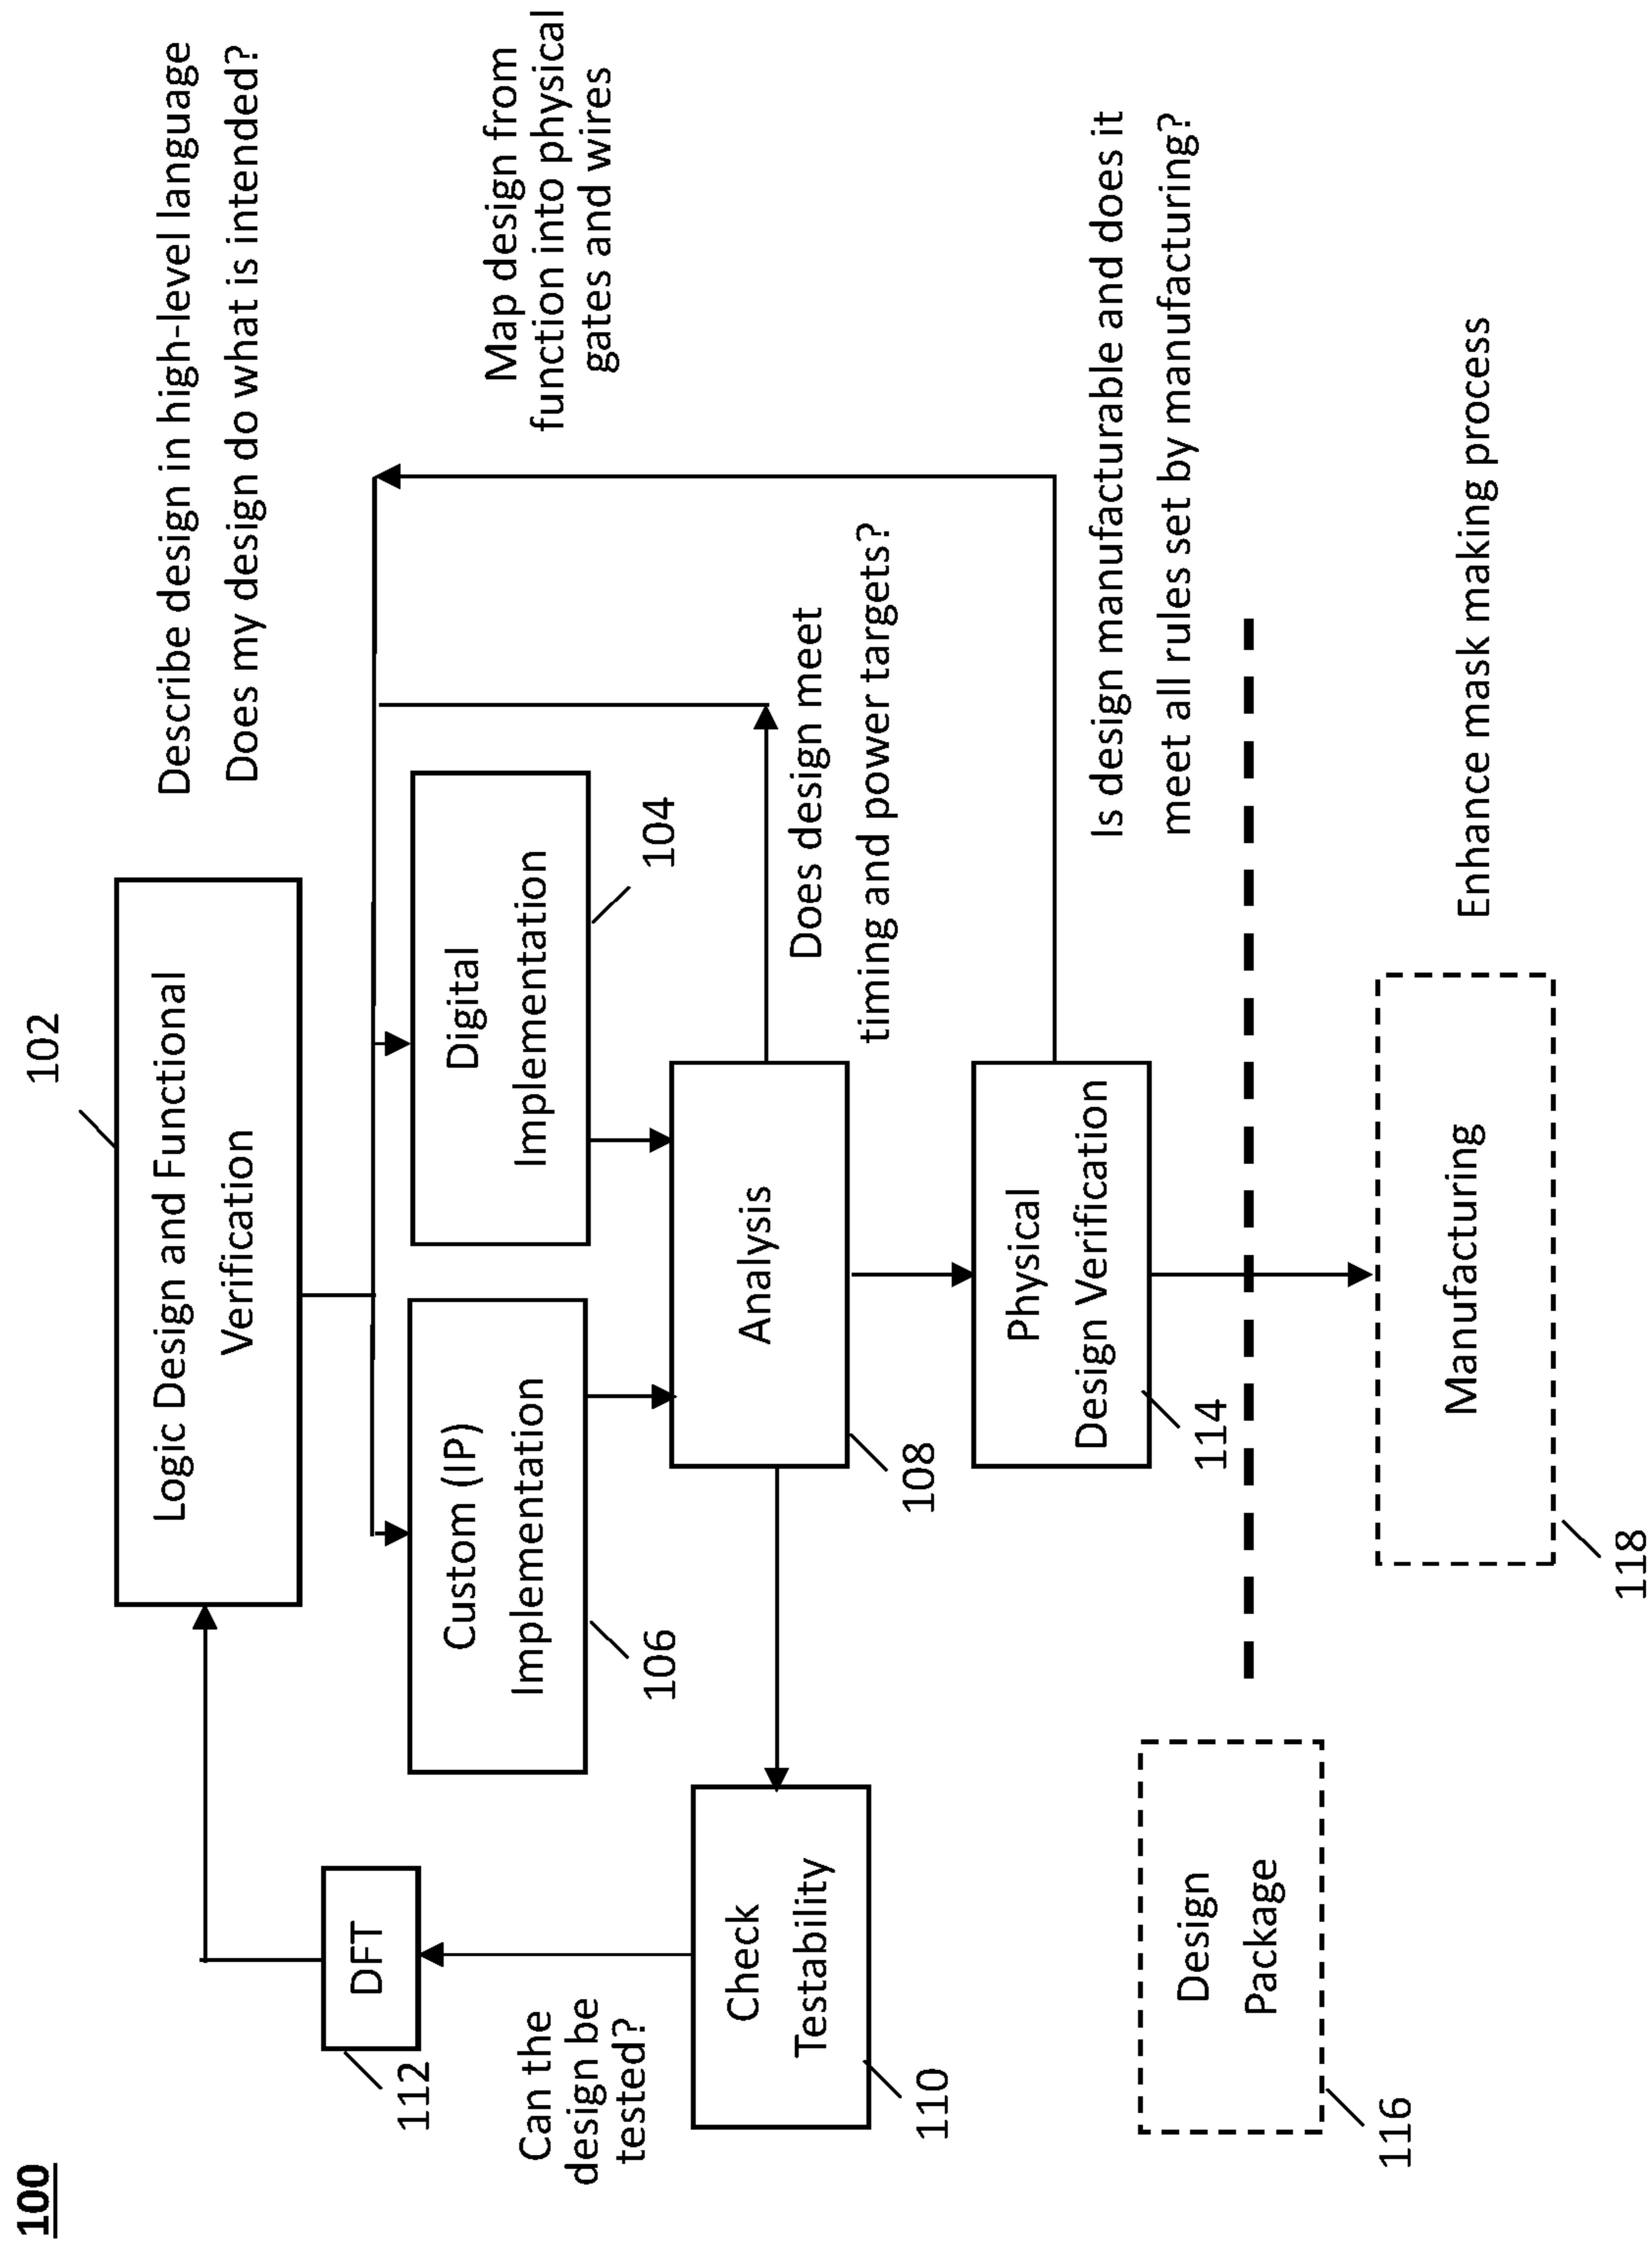 100
102
Logic Design and Functional
Verification
Describe design in high-level language
Does my design do what is intended?
DFT
112
Custom (IP)
Implementation
106
Digital
Implementation
104
Map design from
function into physical
gates and wires
Can the
design be
tested?
Check
Testability
110
Analysis
108
Does design meet
timing and power targets?
Physical
Design Verification
114
Is design manufacturable and does it
meet all rules set by manufacturing?
Design
Package
116
Manufacturing
118
Enhance mask making process